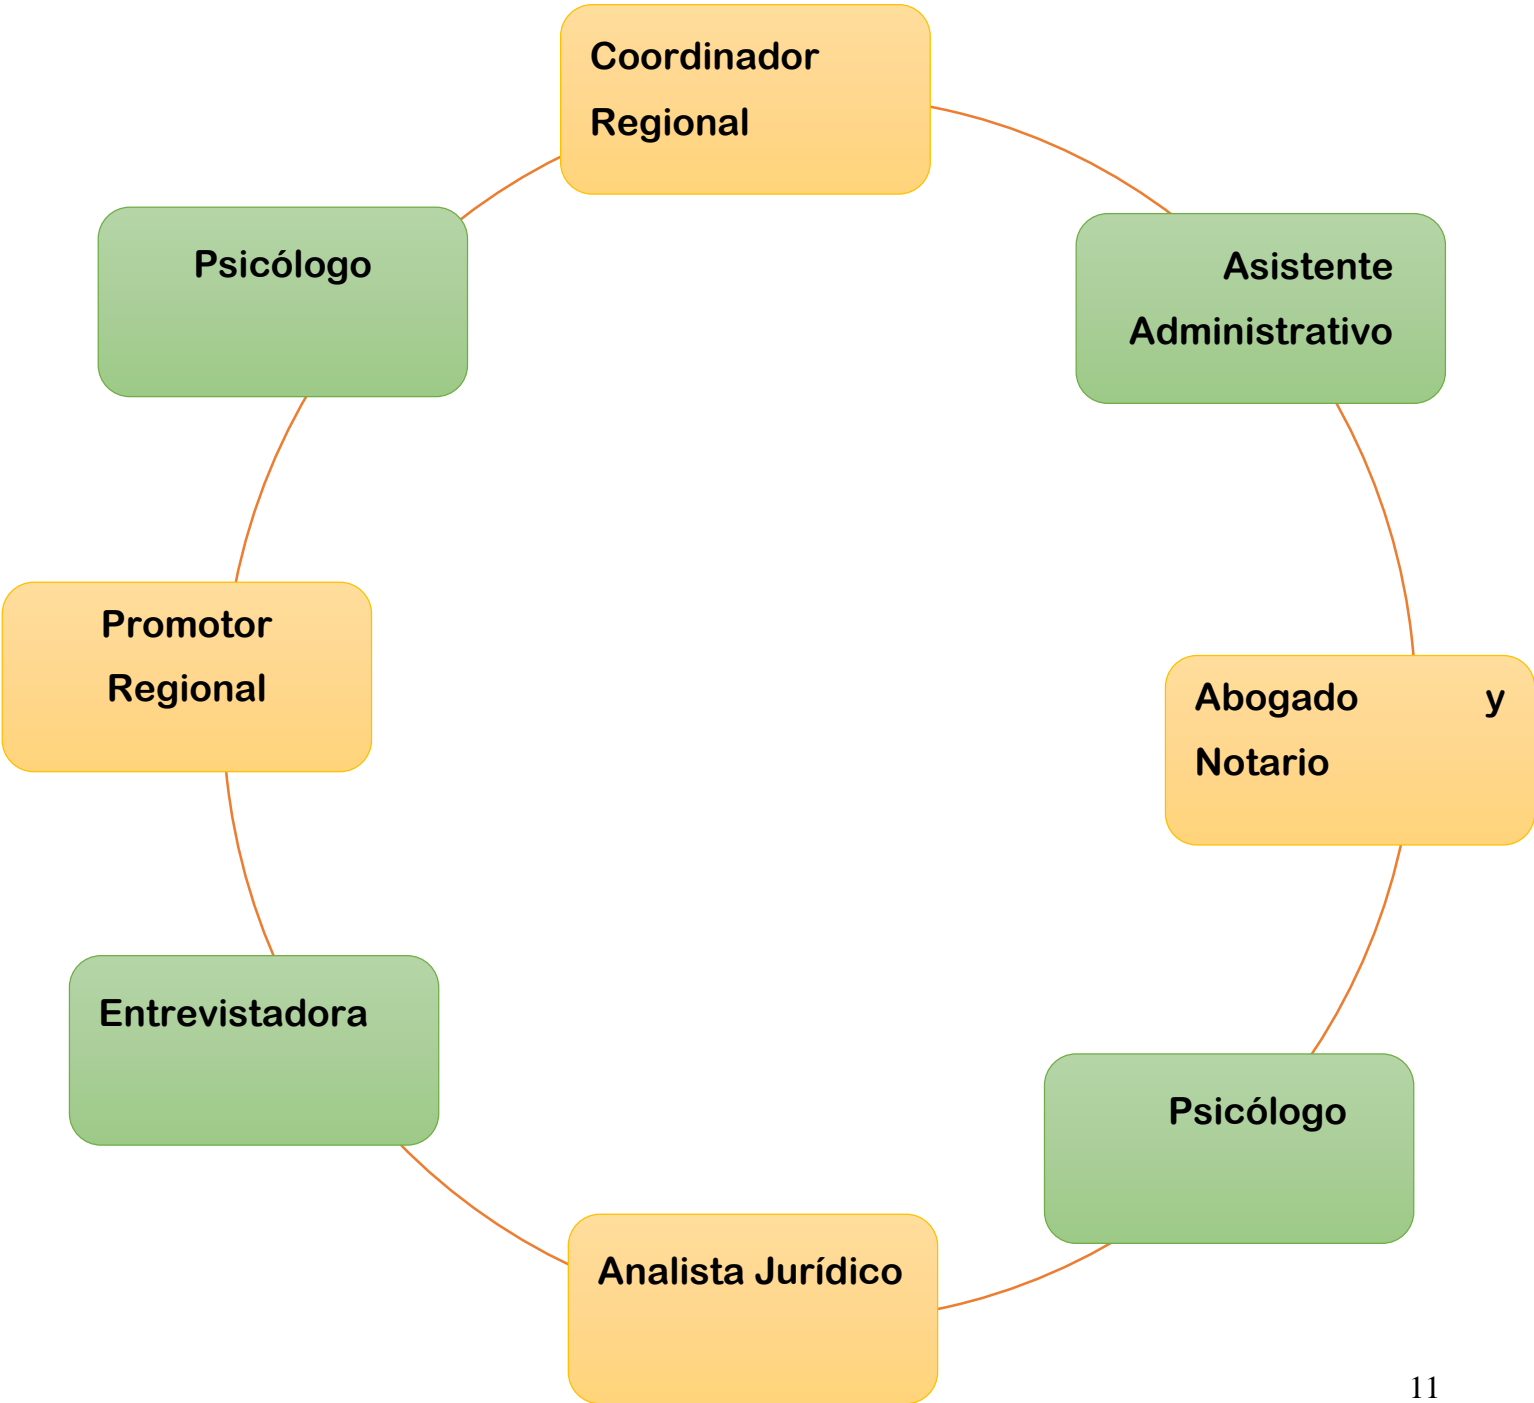 Coordinador
Regional
Psicólogo
Asistente
Administrativo
Promotor
Regional
Abogado y
Notario
Entrevistadora
Psicólogo
Analista Jurídico
11